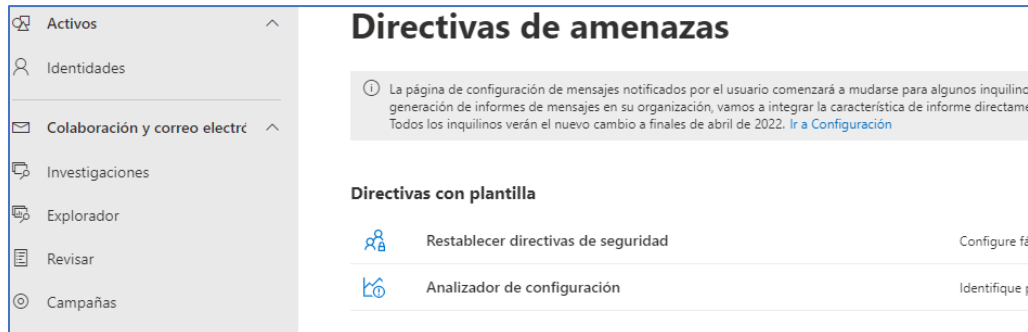 Activos
Identidades
Colaboración y correo electró
Investigaciones
Explorador
Revisar
Campañas
Directivas de amenazas
La página de configuración de mensajes notificados por el usuario comenzará a mudarse para algunos inquilino
generación de informes de mensajes en su organización, vamos a integrar la característica de informe directame
Todos los inquilinos verán el nuevo cambio a finales de abril de 2022. Ir a Configuración
Directivas con plantilla
Restablecer directivas de seguridad
Configure fá
Analizador de configuración
Identifique p